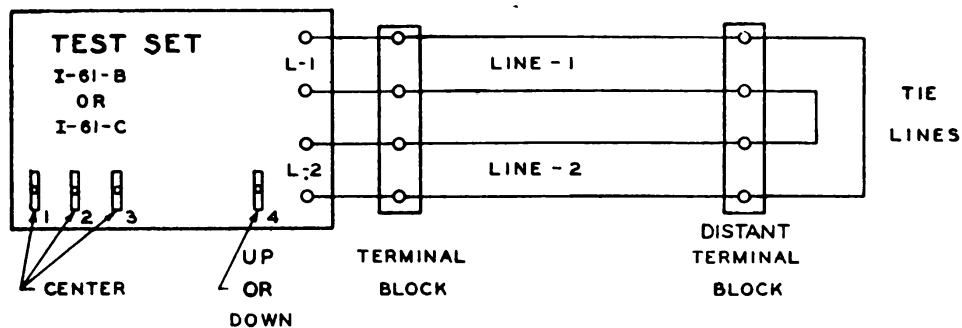 TEST SET
I-61-B
OR
I-61-C
L-1
LINE-1
L-2
LINE-2
TIE
LINES
1
2
3
4
CENTER
UP
OR
DOWN
TERMINAL
BLOCK
DISTANT
TERMINAL
BLOCK